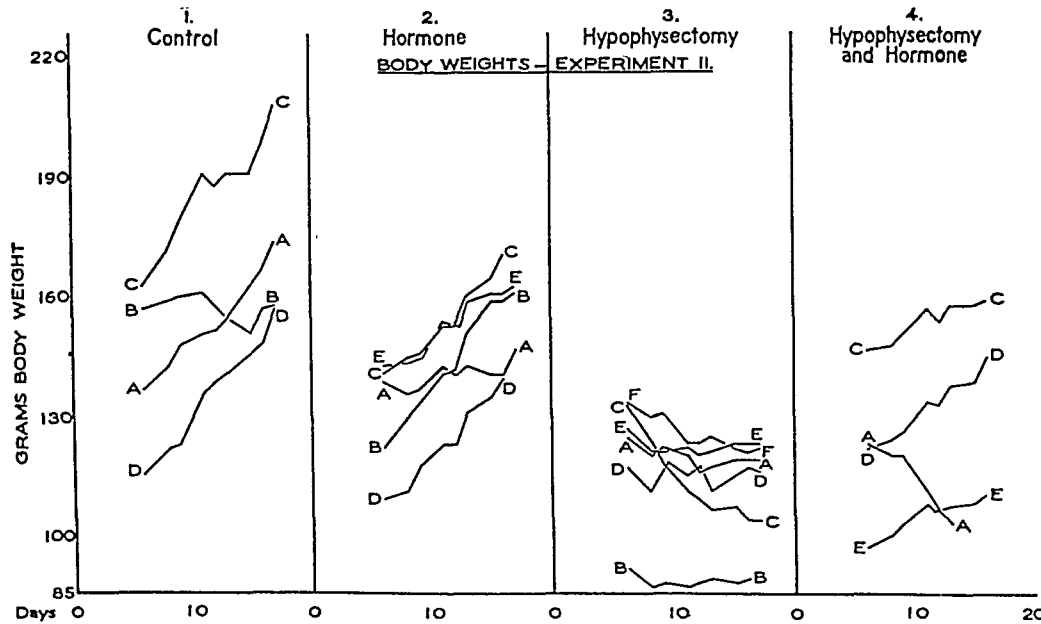 1.
Control
2.
Hormone
3.
Hypophysectomy
4.
Hypophysectomy
and Hormone
BODY WEIGHTS – EXPERIMENT II.
GRAMS BODY WEIGHT
220
190
160
130
100
85
C
C
B
A
A
B
D
D
E
C
A
B
D
C
E
B
A
D
F
C
E
A
D
B
E
F
A
D
C
B
C
A
D
E
C
D
E
A
Days 0 10 0 10 0 10 0 10 20